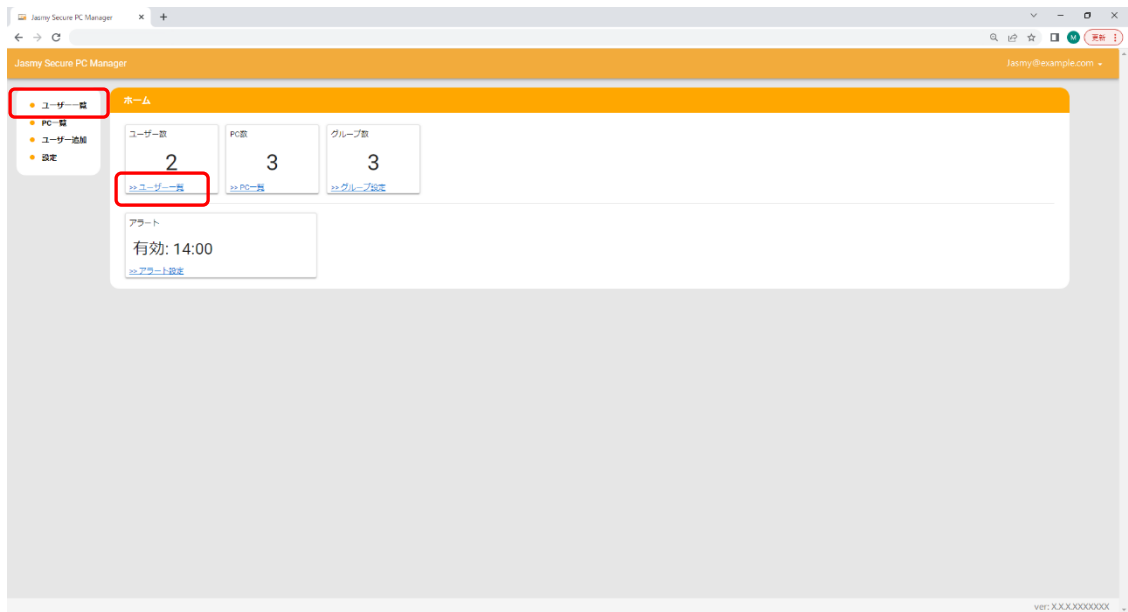 Jasmy Secure PC Manager
M
更新
Jasmy Secure PC Manager
Jasmy@example.com
ユーザー一覧
PC一覧
ユーザー追加
設定
ホーム
ユーザー数
2
>> ユーザー一覧
PC数
3
>> PC一覧
グループ数
3
>> グループ設定
アラート
有効: 14:00
>> アラート設定
ver: X.X.X.XXXXXXX